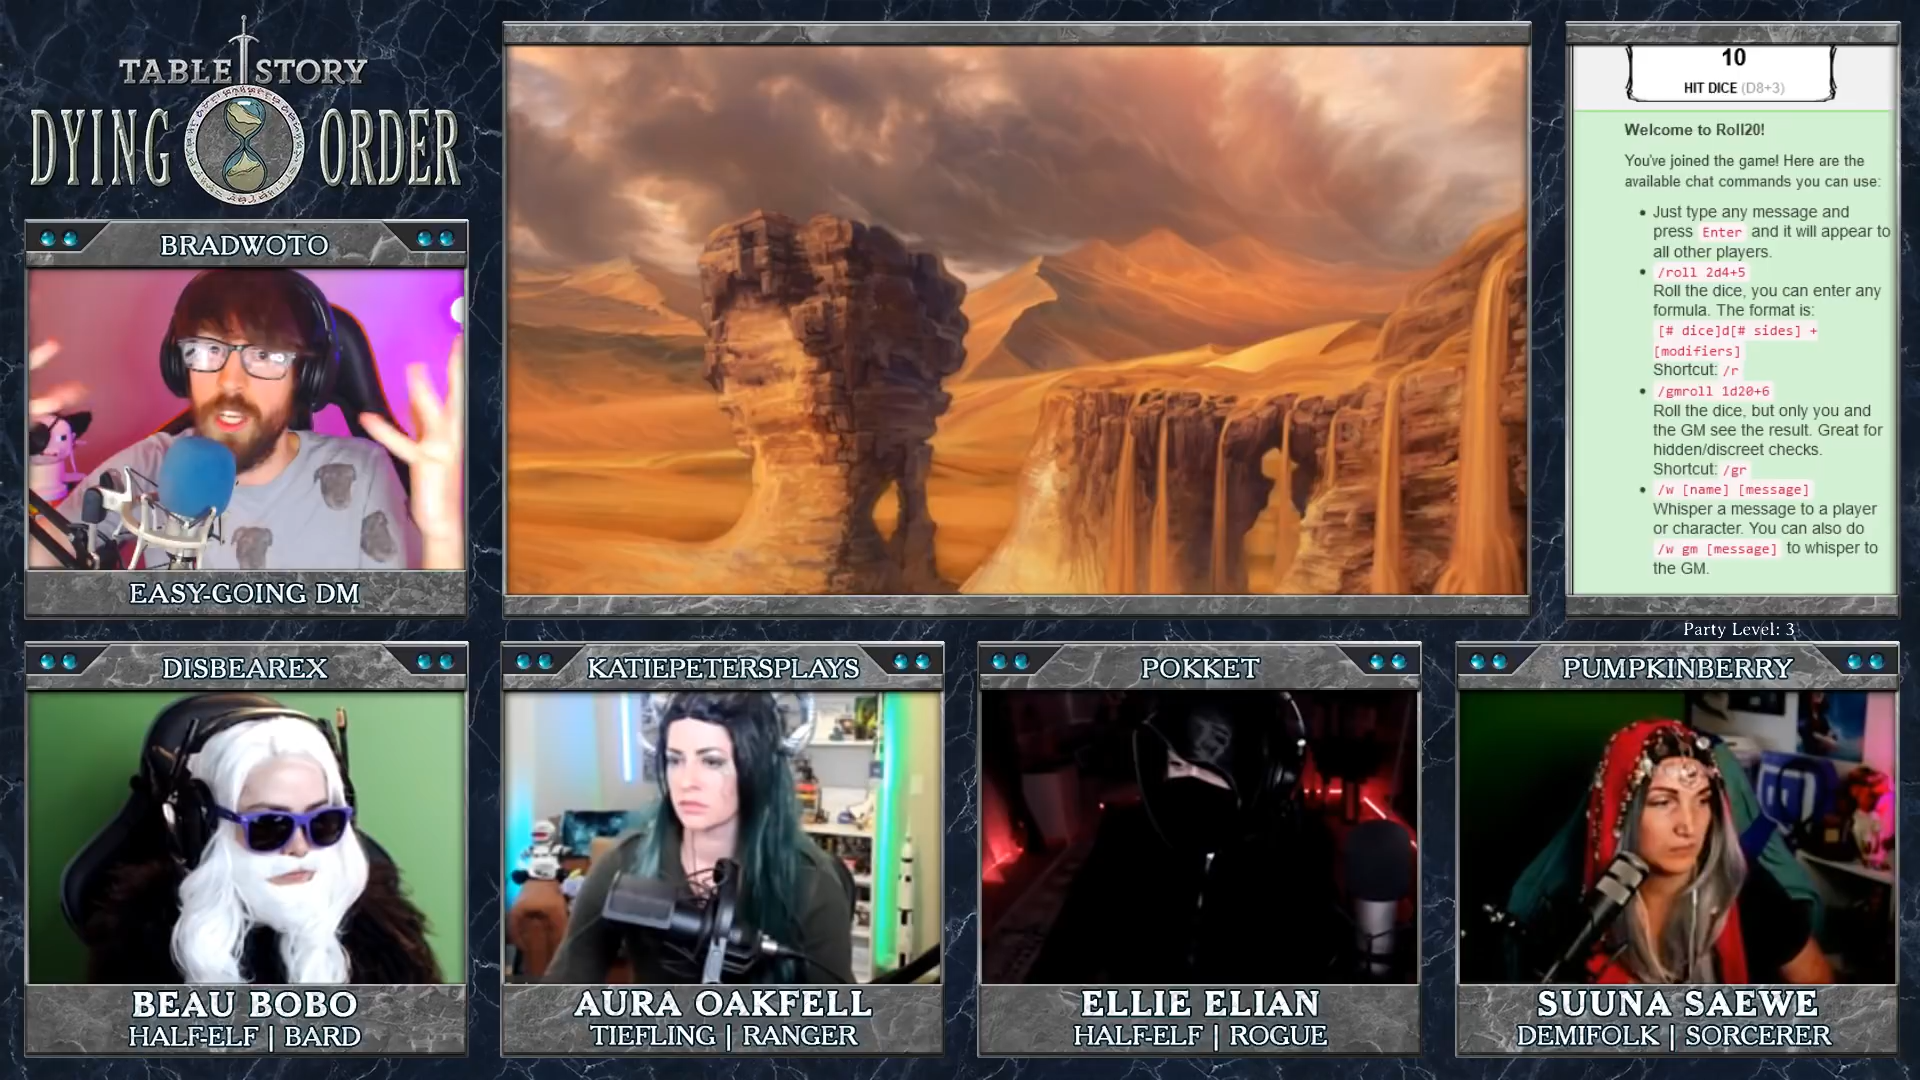 TABLE STORY
DYING ORDER
BRADWOTO
EASY-GOING DM
10
HIT DICE (D8+3)
Welcome to Roll20!
You've joined the game! Here are the
available chat commands you can use:
Just type any message and
press Enter and it will appear to
all other players.
/roll 2d4+5
Roll the dice, you can enter any
formula. The format is:
[# dice]d[# sides] +
[modifiers]
Shortcut: /r
/gmroll 1d20+6
Roll the dice, but only you and
the GM see the result. Great for
hidden/discreet checks.
Shortcut: /gr
/w [name] [message]
Whisper a message to a player
or character. You can also do
/w gm [message] to whisper to
the GM.
Party Level: 3
DISBEAREX
BEAU BOBO
HALF-ELF | BARD
KATIEPETERSPLAYS
AURA OAKFELL
TIEFLING | RANGER
POKKET
ELLIE ELIAN
HALF-ELF | ROGUE
PUMPKINBERRY
SUUNA SAEWE
DEMIFOLK | SORCERER